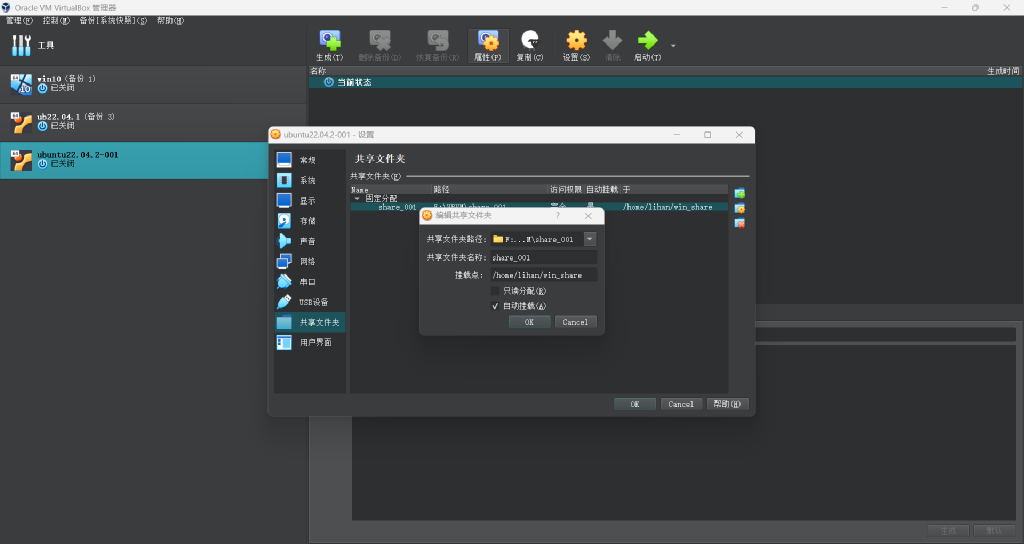 Oracle VM VirtualBox 管理器
管理(F) 控制(M) 备份[系统快照](S) 帮助(H)
工具
生成(T) 删除备份(D) 恢复备份(R) 属性(P) 复制(C) 设置(S) 清除 启动(T)
名称 生成时间
当前状态
win10 (备份 1)
已关闭
ub22.04.1 (备份 3)
已关闭
ubuntu22.04.2-001
已关闭
ubuntu22.04.2-001 - 设置
常规
系统
显示
存储
声音
网络
串口
USB设备
共享文件夹
用户界面
共享文件夹
共享文件夹(F)
Name 路径 访问权限 自动挂载 于
固定分配
share_001 /home/lihan/win_share
编辑共享文件夹
共享文件夹路径: F:...M\share_001
共享文件夹名称: share_001
挂载点: /home/lihan/win_share
只读分配(R)
自动挂载(A)
OK Cancel
OK Cancel 帮助(H)
生成 默认